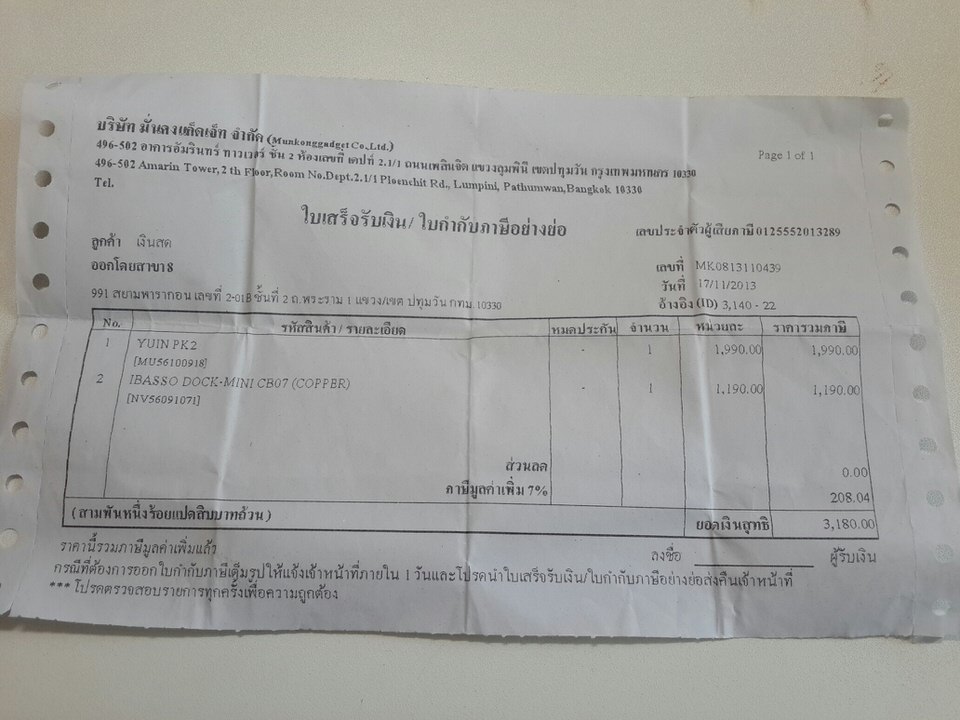 บริษัท มั่นคงแก็ดเจ็ท จำกัด (Munkonggadget Co.,Ltd.)
496-502 อาคารอัมรินทร์ ทาวเวอร์ ชั้น 2 ห้องเลขที่ เดปท์ 2.1/1 ถนนเพลินจิต แขวงลุมพินี เขตปทุมวัน กรุงเทพมหานคร 10330
Page 1 of 1
496-502 Amarin Tower,2 th Floor,Room No.Dept.2.1/1 Ploenchit Rd., Lumpini, Pathumwan,Bangkok 10330
Tel.
ใบเสร็จรับเงิน/ ใบกำกับภาษีอย่างย่อ
เลขประจำตัวผู้เสียภาษี 0125552013289
ลูกค้า เงินสด
ออกโดยสาขา 8
เลขที่ MK0813110439
วันที่ 17/11/2013
991 สยามพารากอน เลขที่ 2-01B ชั้นที่ 2 ถ.พระราม 1 แขวง/เขต ปทุมวัน กทม. 10330
อ้างอิง (ID) 3,140 - 22
No. รหัสสินค้า / รายละเอียด หมดประกัน จำนวน หน่วยละ ราคารวมภาษี
1 YUIN PK2 - 1 1,990.00 1,990.00
[MU56100918]
2 IBASSO DOCK-MINI CB07 (COPPER) - 1 1,190.00 1,190.00
[NV56091071]
ส่วนลด 0.00
ภาษีมูลค่าเพิ่ม 7% 208.04
(สามพันหนึ่งร้อยแปดสิบบาทถ้วน) ยอดเงินสุทธิ 3,180.00
ราคานี้รวมภาษีมูลค่าเพิ่มแล้ว ลงชื่อ ผู้รับเงิน
กรณีที่ต้องการออกใบกำกับภาษีเต็มรูปให้แจ้งเจ้าหน้าที่ภายใน 1 วันและโปรดนำใบเสร็จรับเงิน/ใบกำกับภาษีอย่างย่อส่งคืนเจ้าหน้าที่
*** โปรดตรวจสอบรายการทุกครั้งเพื่อความถูกต้อง